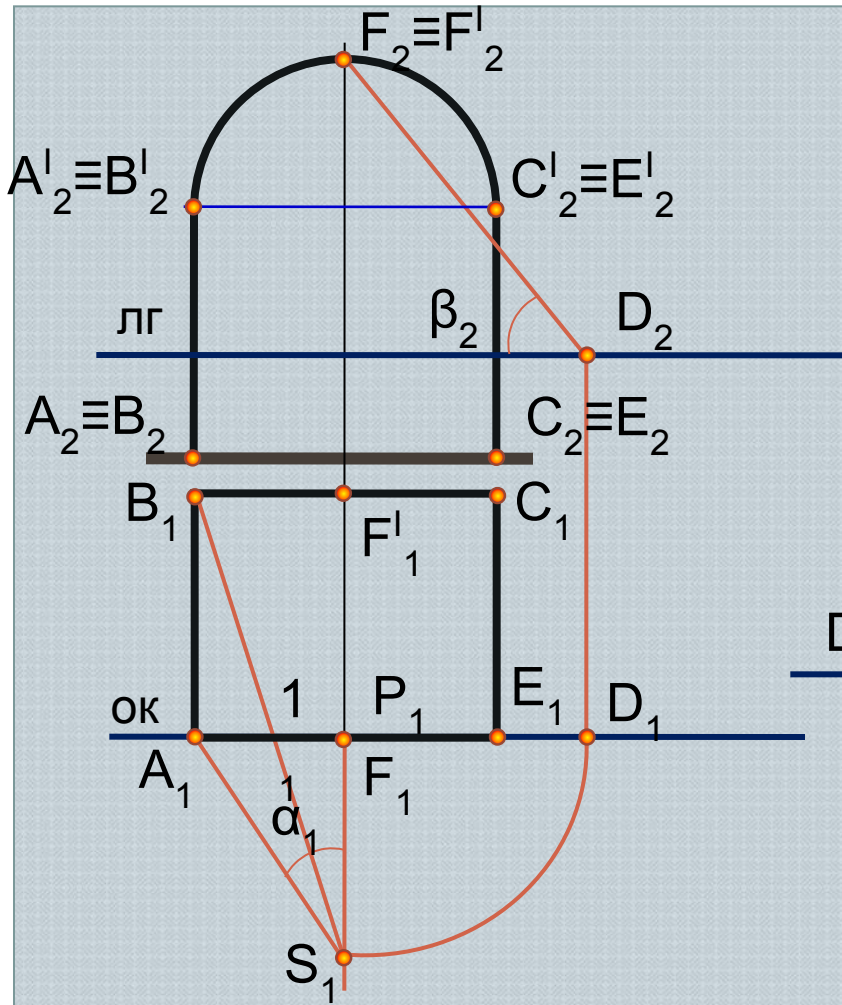 F₂≡Fᴵ₂
Aᴵ₂≡Bᴵ₂
Cᴵ₂≡Eᴵ₂
лг
β₂
D₂
A₂≡B₂
C₂≡E₂
B₁
C₁
Fᴵ₁
D
ок
1₁
P₁
E₁
D₁
A₁
F₁
α₁
S₁